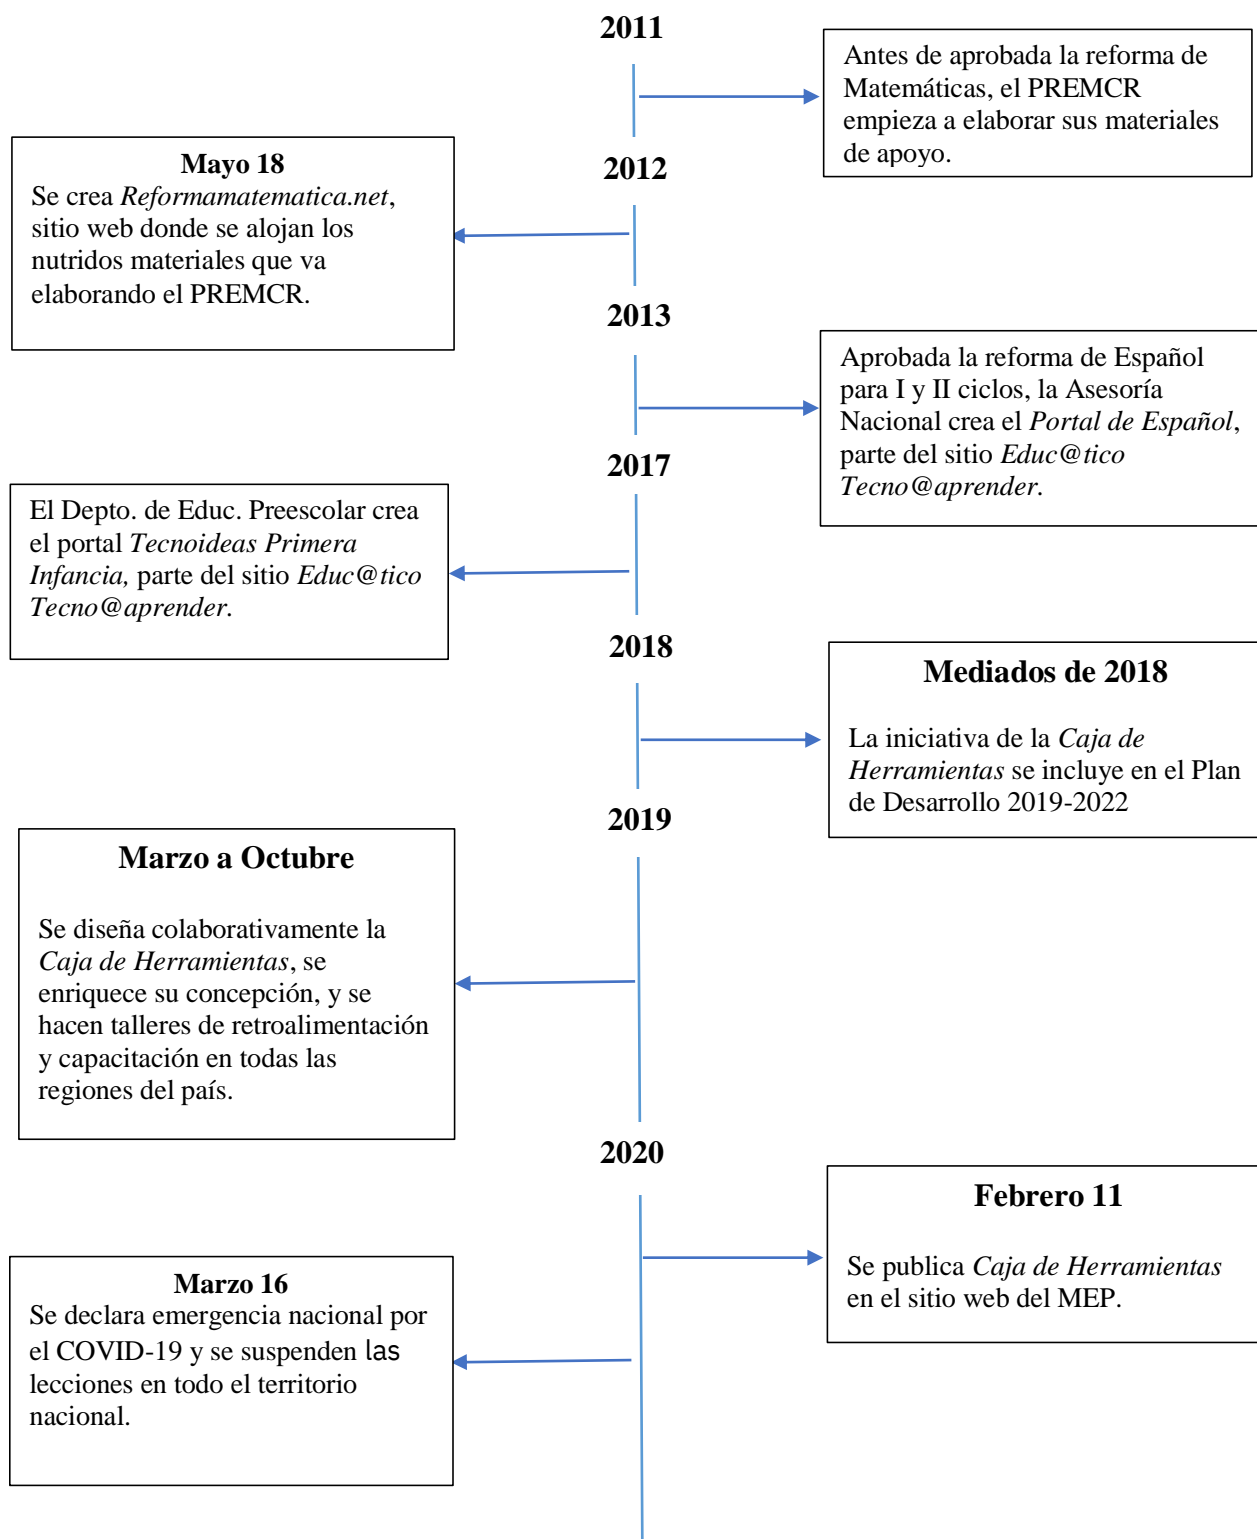 2011
Antes de aprobada la reforma de
Matemáticas, el PREMCR
empieza a elaborar sus materiales
de apoyo.
2012
Mayo 18
Se crea Reformamatematica.net,
sitio web donde se alojan los
nutridos materiales que va
elaborando el PREMCR.
2013
Aprobada la reforma de Español
para I y II ciclos, la Asesoría
Nacional crea el Portal de Español,
parte del sitio Educ@tico
Tecno@aprender.
2017
El Depto. de Educ. Preescolar crea
el portal Tecnoideas Primera
Infancia, parte del sitio Educ@tico
Tecno@aprender.
2018
Mediados de 2018
La iniciativa de la Caja de
Herramientas se incluye en el Plan
de Desarrollo 2019-2022
2019
Marzo a Octubre
Se diseña colaborativamente la
Caja de Herramientas, se
enriquece su concepción, y se
hacen talleres de retroalimentación
y capacitación en todas las
regiones del país.
2020
Febrero 11
Se publica Caja de Herramientas
en el sitio web del MEP.
Marzo 16
Se declara emergencia nacional por
el COVID-19 y se suspenden las
lecciones en todo el territorio
nacional.